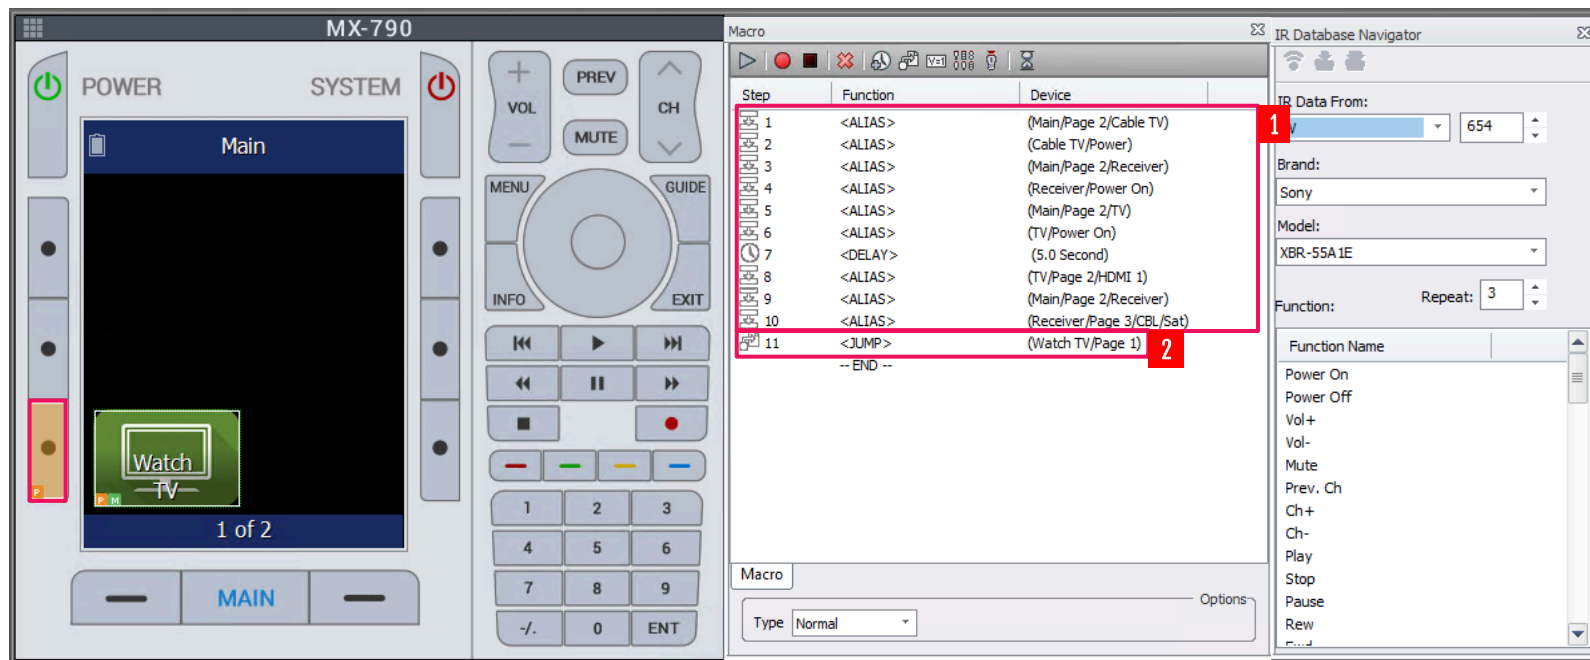 MX-790
POWER
SYSTEM
Main
Watch
TV
P
P M
1 of 2
MAIN
VOL
PREV
MUTE
CH
MENU
GUIDE
INFO
EXIT
1 2 3
4 5 6
7 8 9
-/. 0 ENT
Macro
V=1
Step Function Device
1 <ALIAS> (Main/Page 2/Cable TV)
2 <ALIAS> (Cable TV/Power)
3 <ALIAS> (Main/Page 2/Receiver)
4 <ALIAS> (Receiver/Power On)
5 <ALIAS> (Main/Page 2/TV)
6 <ALIAS> (TV/Power On)
7 <DELAY> (5.0 Second)
8 <ALIAS> (TV/Page 2/HDMI 1)
9 <ALIAS> (Main/Page 2/Receiver)
10 <ALIAS> (Receiver/Page 3/CBL/Sat)
11 <JUMP> (Watch TV/Page 1)
-- END --
1
2
Macro
Options
Type Normal
IR Database Navigator
IR Data From:
654
Brand:
Sony
Model:
XBR-55A1E
Function:
Repeat: 3
Function Name
Power On
Power Off
Vol+
Vol-
Mute
Prev. Ch
Ch+
Ch-
Play
Stop
Pause
Rew